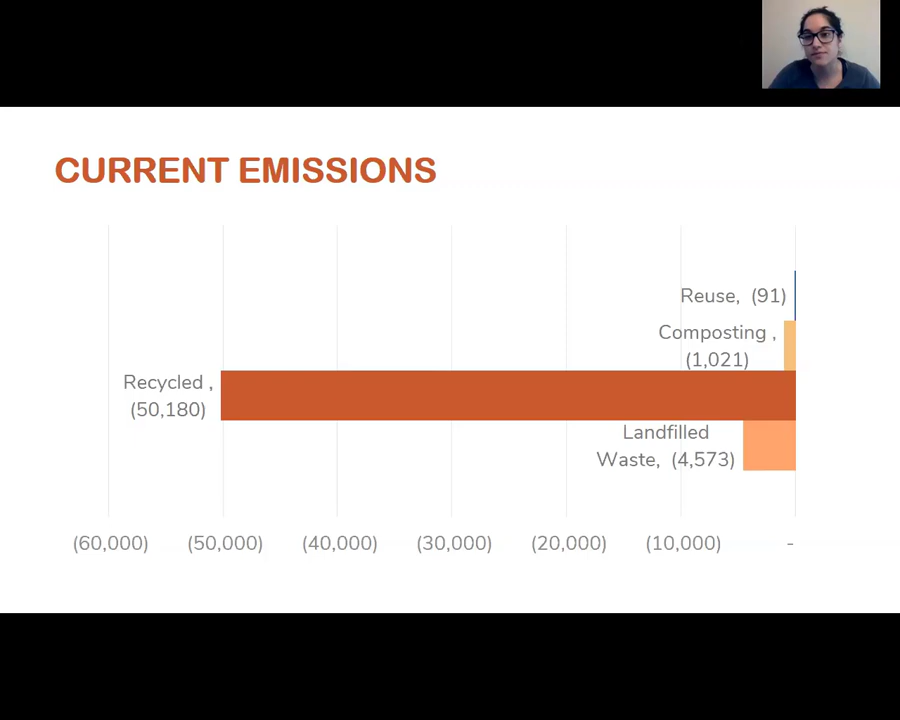 CURRENT EMISSIONS
Reuse, (91)
Composting ,
(1,021)
Recycled ,
(50,180)
Landfilled
Waste, (4,573)
(60,000) (50,000) (40,000) (30,000) (20,000) (10,000) -